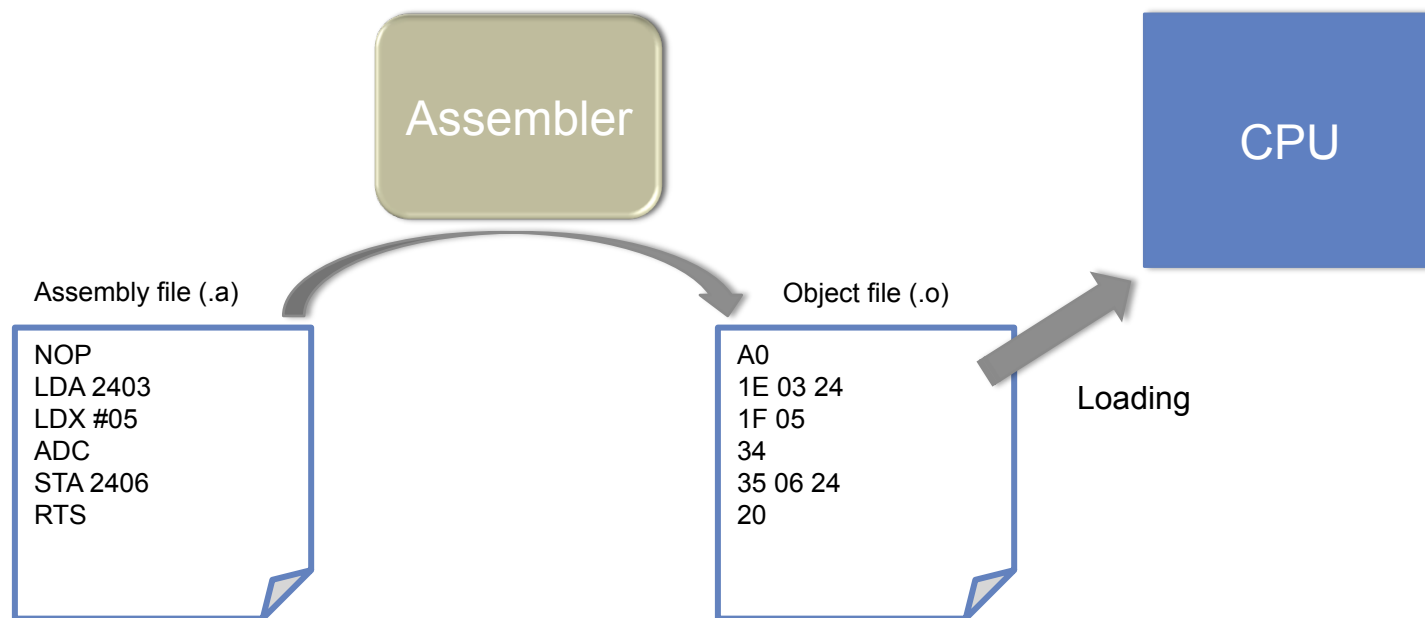 Assembler
CPU
Assembly file (.a)
NOP
LDA 2403
LDX #05
ADC
STA 2406
RTS
Object file (.o)
A0
1E 03 24
1F 05
34
35 06 24
20
Loading